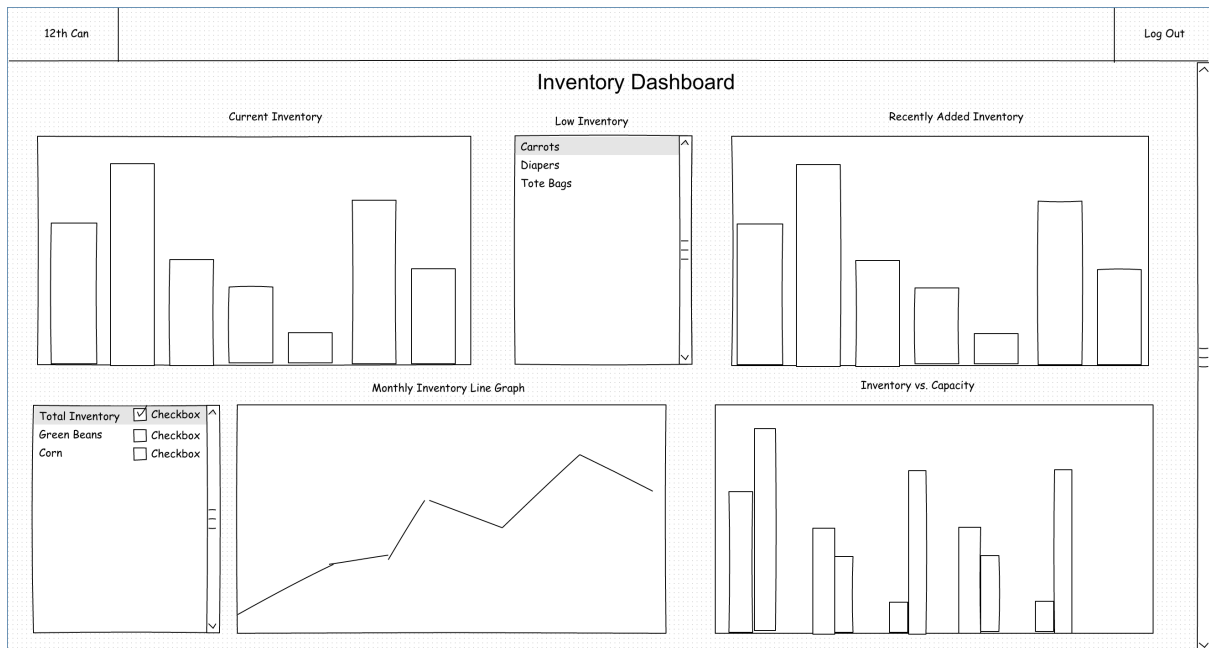 12th Can
Log Out
Inventory Dashboard
Current Inventory
Low Inventory
Recently Added Inventory
Carrots
Diapers
Tote Bags
Monthly Inventory Line Graph
Inventory vs. Capacity
Total Inventory Checkbox
Green Beans Checkbox
Corn Checkbox